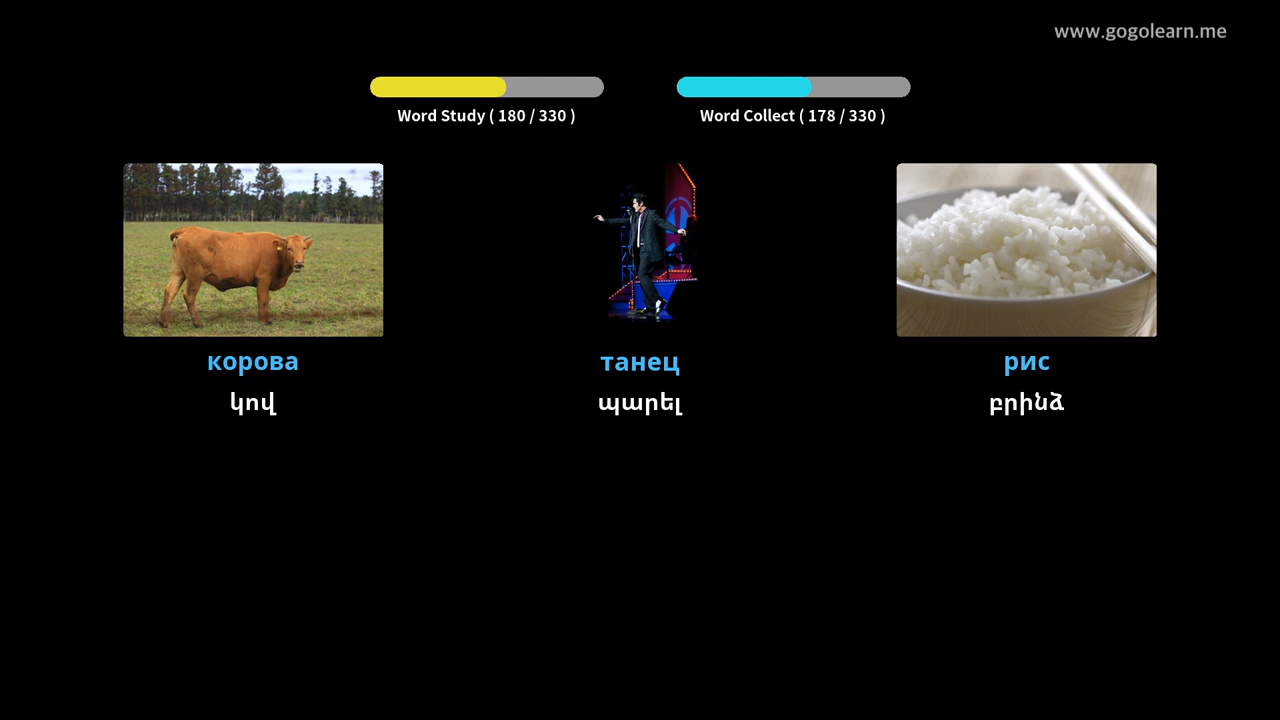 www.gogolearn.me
Word Study ( 180 / 330 )
Word Collect ( 178 / 330 )
корова
танец
рис
կով
պարել
բրինձ